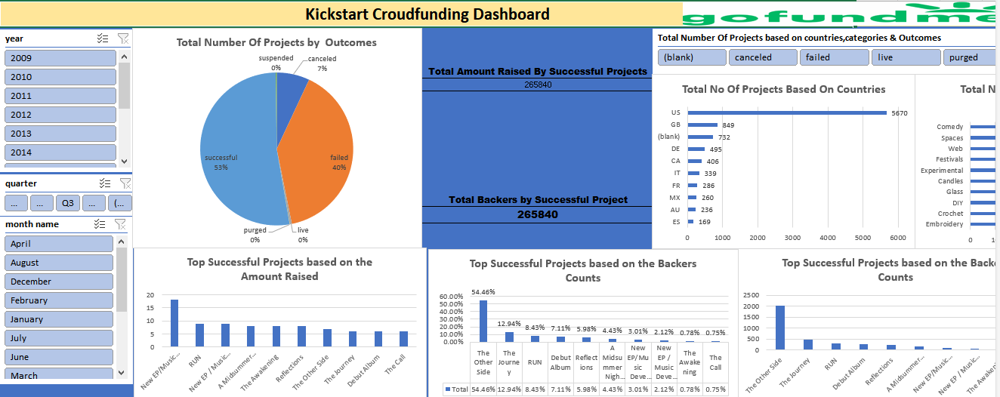 Kickstart Croudfunding Dashboard
gofundme
year
2009
2010
2011
2012
2013
2014
quarter
...
...
Q3
...
(...
month name
April
August
December
February
January
July
June
March
Total Number Of Projects by Outcomes
suspended
0%
canceled
7%
successful
53%
failed
40%
purged
0%
live
0%
Total Amount Raised By Successful Projects
265840
Total Backers by Successful Project
265840
Total Number Of Projects based on countries,categories & Outcomes
(blank)
canceled
failed
live
purged
Total No Of Projects Based On Countries
US 5670
GB 849
(blank) 732
DE 495
CA 406
IT 339
FR 286
MX 260
AU 236
ES 169
0 1000 2000 3000 4000 5000 6000
Total N
Comedy
Spaces
Web
Festivals
Experimental
Candles
Glass
DIY
Crochet
Embroidery
0
Top Successful Projects based on the
Amount Raised
20
15
10
5
0
New EP/Music...
RUN
New EP / Music...
A Midsummer...
The Awakening
Reflections
The Other Side
The Journey
Debut Album
The Call
Top Successful Projects based on the Backers
Counts
60.00%
50.00%
40.00%
30.00%
20.00%
10.00%
0.00%
54.46% 12.94% 8.43% 7.11% 5.98% 4.43% 3.01% 2.12% 0.78% 0.75%
The
Other
Side
The
Journe
y
RUN
Debut
Album
Reflect
ions
A
Midsu
mmer
Nigh...
New
EP/Mu
sic
Deve...
New
EP /
Music
Deve...
The
Awake
ning
The
Call
Total 54.46% 12.94% 8.43% 7.11% 5.98% 4.43% 3.01% 2.12% 0.78% 0.75%
Top Successful Projects based on the Backe
Counts
2500
2000
1500
1000
500
0
The Other Side
The Journey
RUN
Debut Album
Reflections
A Midsummer...
New EP/Music...
New EP / Music...
The Awake